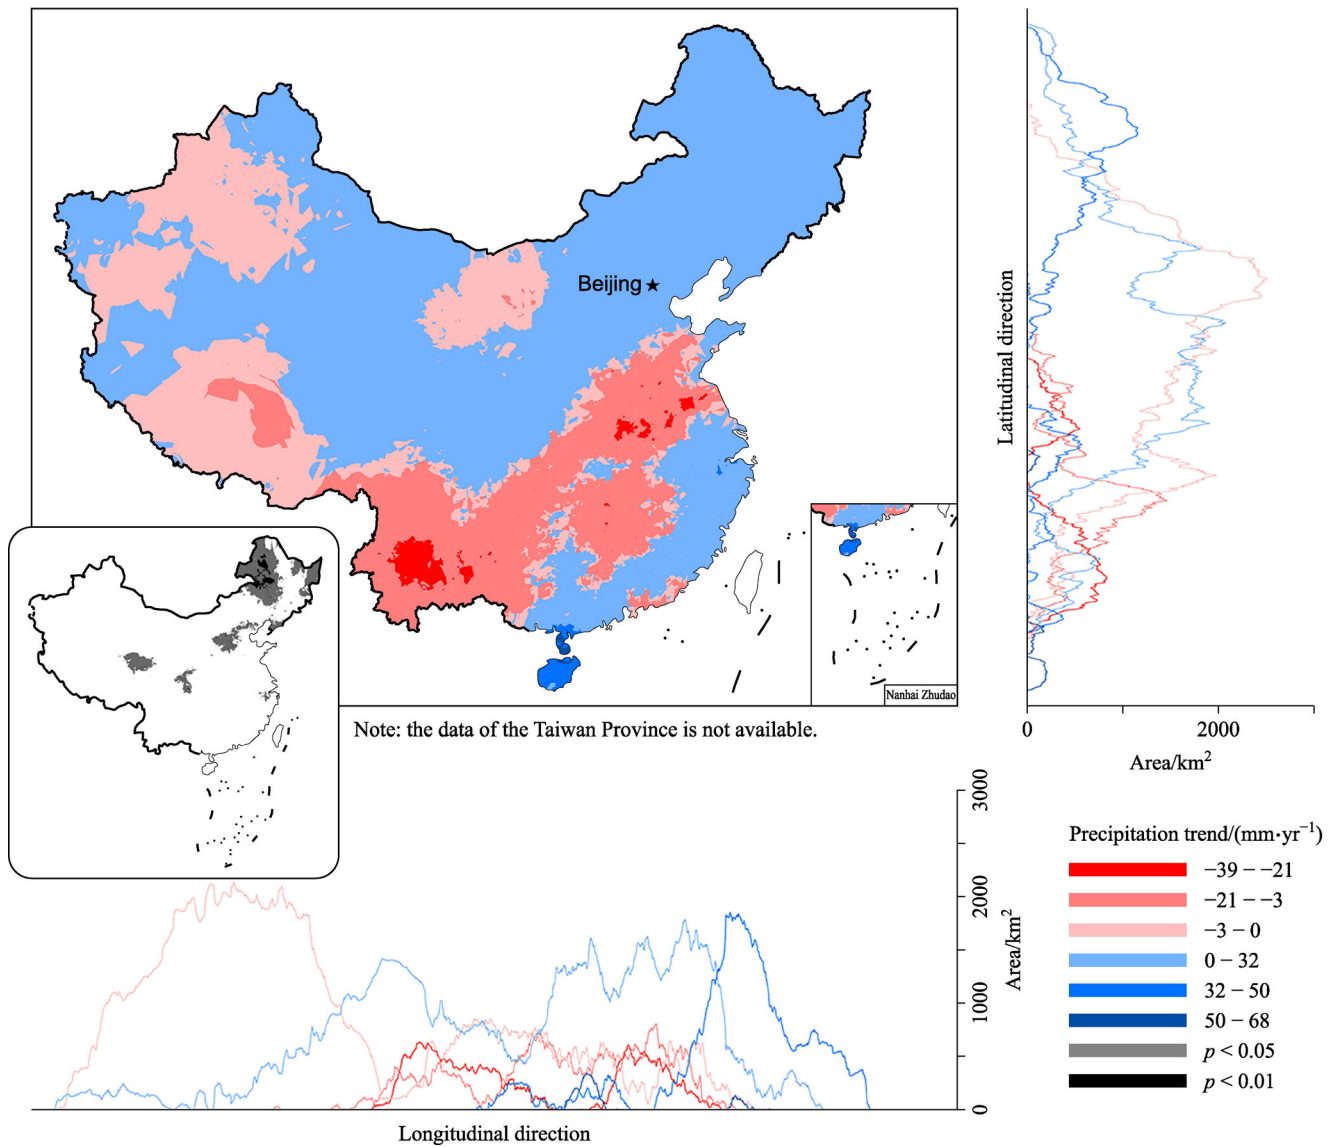 Beijing
Nanhai Zhudao
Note: the data of the Taiwan Province is not available.
Latitudinal direction
0
2000
Area/km²
3000
2000
1000
0
Area/km²
Longitudinal direction
Precipitation trend/(mm·yr⁻¹)
−39 – −21
−21 – −3
−3 – 0
0 – 32
32 – 50
50 – 68
p < 0.05
p < 0.01